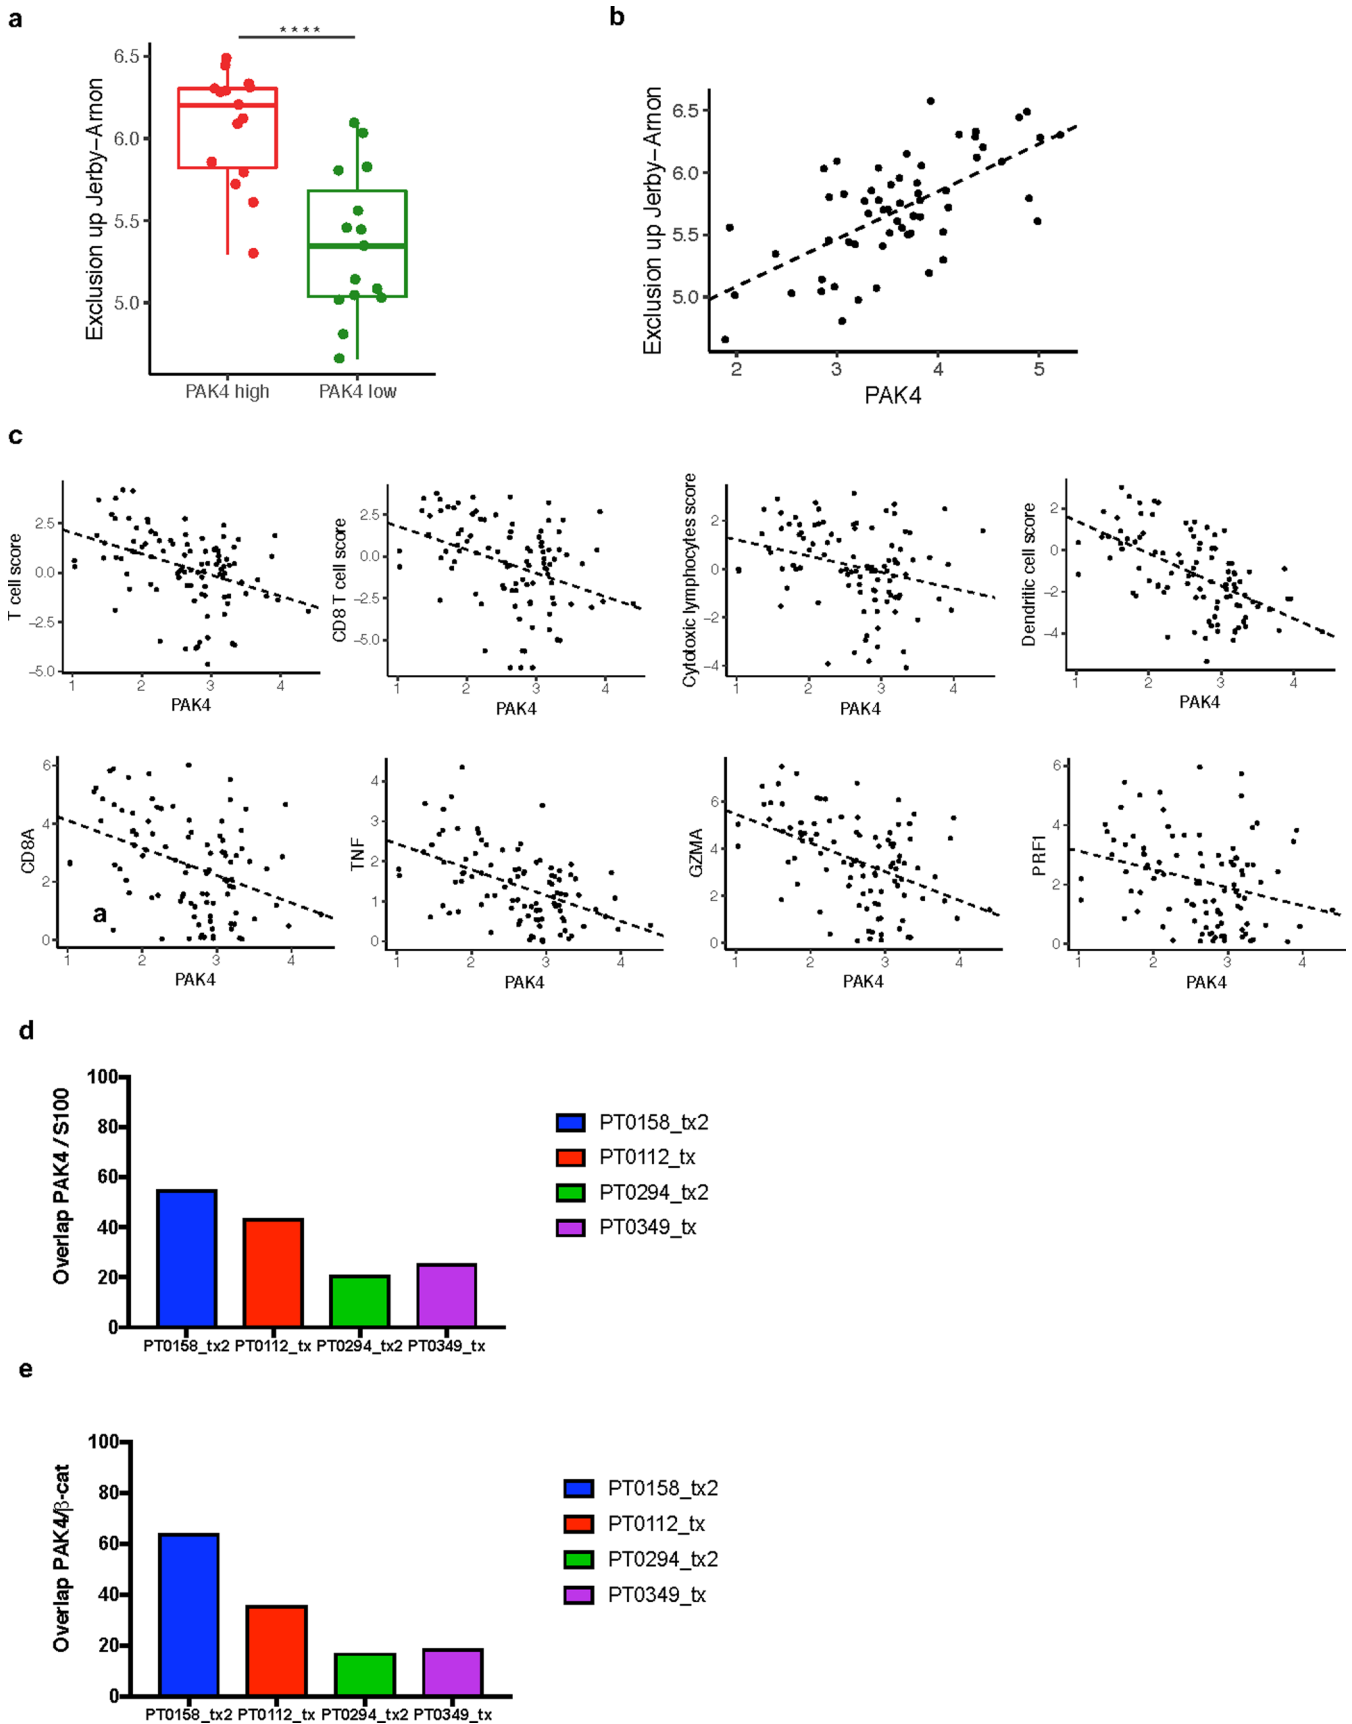 a
b
****
Exclusion up Jerby–Arnon
6.5
6.0
5.5
5.0
PAK4 high
PAK4 low
Exclusion up Jerby–Arnon
6.5
6.0
5.5
5.0
2 3 4 5
PAK4
c
T cell score
2.5
0.0
−2.5
−5.0
1 2 3 4
PAK4
CD8 T cell score
2.5
0.0
−2.5
−5.0
1 2 3 4
PAK4
Cytotoxic lymphocytes score
2
0
−2
−4
1 2 3 4
PAK4
Dendritic cell score
2
0
−2
−4
1 2 3 4
PAK4
CD8A
6
4
2
0
a
1 2 3 4
PAK4
TNF
4
3
2
1
0
1 2 3 4
PAK4
GZMA
6
4
2
0
1 2 3 4
PAK4
PRF1
6
4
2
0
1 2 3 4
PAK4
d
Overlap PAK4 / S100
100
80
60
40
20
0
PT0158_tx2 PT0112_tx PT0294_tx2 PT0349_tx
PT0158_tx2
PT0112_tx
PT0294_tx2
PT0349_tx
e
Overlap PAK4/β-cat
100
80
60
40
20
0
PT0158_tx2 PT0112_tx PT0294_tx2 PT0349_tx
PT0158_tx2
PT0112_tx
PT0294_tx2
PT0349_tx